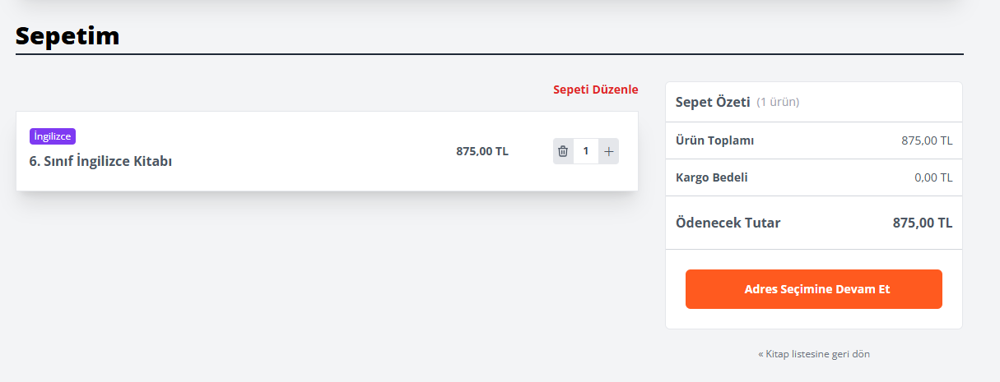 Sepetim
Sepeti Düzenle
İngilizce
6. Sınıf İngilizce Kitabı
875,00 TL
1
Sepet Özeti (1 ürün)
Ürün Toplamı 875,00 TL
Kargo Bedeli 0,00 TL
Ödenecek Tutar 875,00 TL
Adres Seçimine Devam Et
« Kitap listesine geri dön